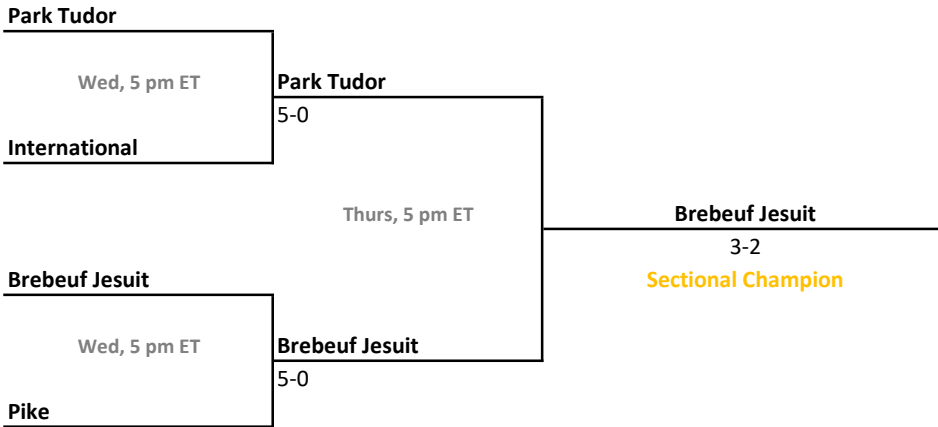 Park Tudor
Wed, 5 pm ET
Park Tudor
5-0
International
Thurs, 5 pm ET
Brebeuf Jesuit
3-2
Sectional Champion
Brebeuf Jesuit
Wed, 5 pm ET
Brebeuf Jesuit
5-0
Pike